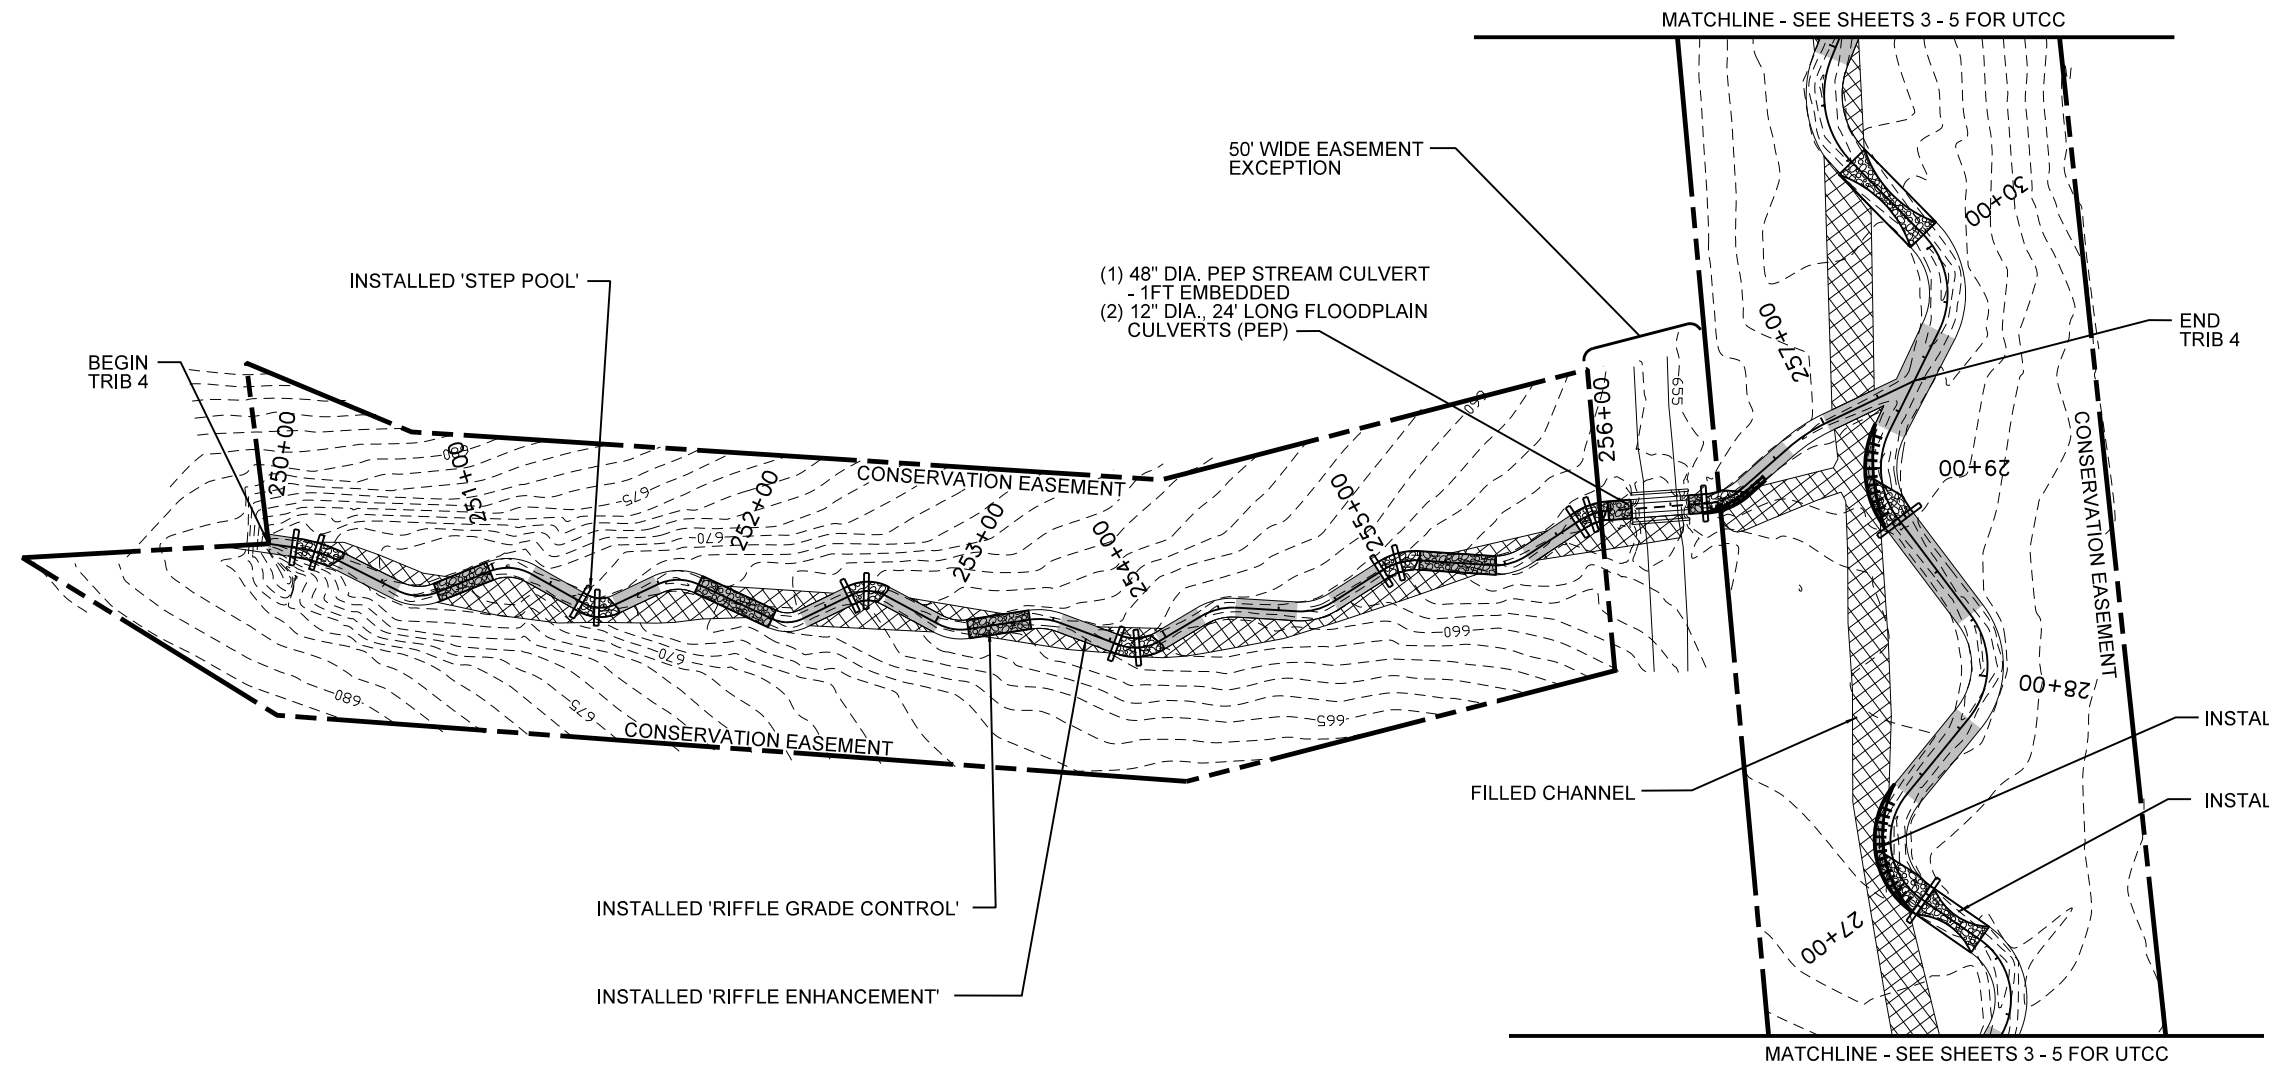 MATCHLINE - SEE SHEETS 3 - 5 FOR UTCC
50' WIDE EASEMENT
EXCEPTION
30+00
INSTALLED 'STEP POOL'
(1) 48" DIA. PEP STREAM CULVERT
- 1FT EMBEDDED
(2) 12" DIA., 24' LONG FLOODPLAIN
CULVERTS (PEP)
257+00
END
TRIB 4
BEGIN
TRIB 4
655
660
256+00
250+00
251+00
680
CONSERVATION EASEMENT
675
252+00
670
253+00
254+00
255+00
29+00
CONSERVATION EASEMENT
670
660
680
675
665
28+00
CONSERVATION EASEMENT
INSTAL
FILLED CHANNEL
INSTAL
INSTALLED 'RIFFLE GRADE CONTROL'
27+00
INSTALLED 'RIFFLE ENHANCEMENT'
MATCHLINE - SEE SHEETS 3 - 5 FOR UTCC